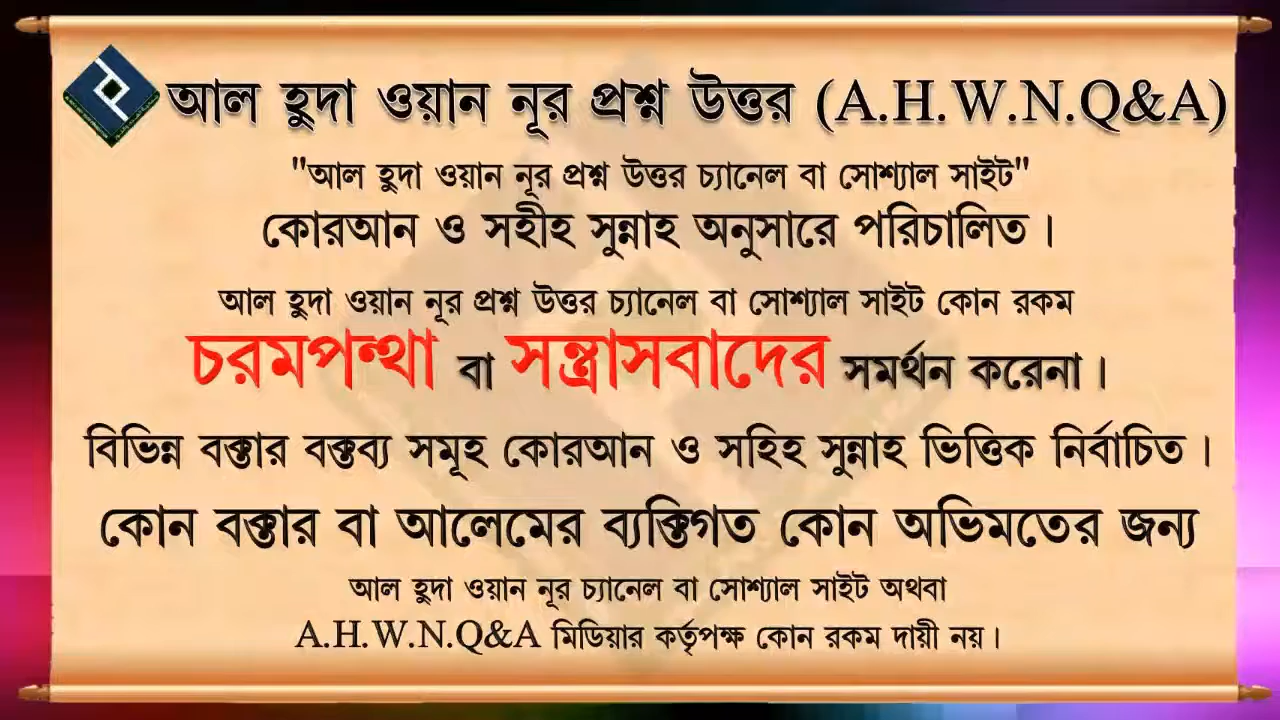 আল হুদা ওয়ান নূর প্রশ্ন উত্তর (A.H.W.N.Q&A)
"আল হুদা ওয়ান নূর প্রশ্ন উত্তর চ্যানেল বা সোশ্যাল সাইট"
কোরআন ও সহীহ সুন্নাহ অনুসারে পরিচালিত।
আল হুদা ওয়ান নূর প্রশ্ন উত্তর চ্যানেল বা সোশ্যাল সাইট কোন রকম
চরমপন্থা বা সন্ত্রাসবাদের সমর্থন করেনা।
বিভিন্ন বক্তার বক্তব্য সমূহ কোরআন ও সহিহ সুন্নাহ ভিত্তিক নির্বাচিত।
কোন বক্তার বা আলেমের ব্যক্তিগত কোন অভিমতের জন্য
আল হুদা ওয়ান নূর চ্যানেল বা সোশ্যাল সাইট অথবা
A.H.W.N.Q&A মিডিয়ার কর্তৃপক্ষ কোন রকম দায়ী নয়।